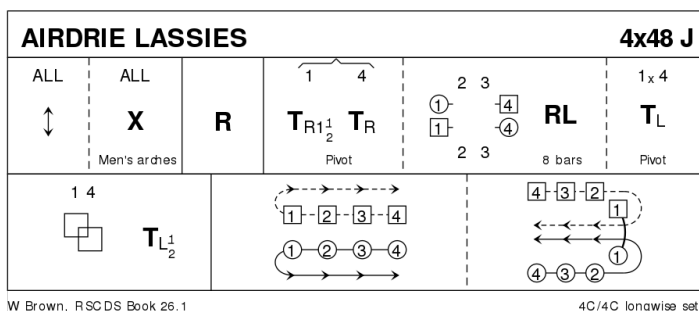 AIRDRIE LASSIES 4x48 J
ALL ALL 1 4 2 3 1x4
X R T R1½ T R 1 4 1 4 RL T L
2 3
Men's arches Pivot 8 bars Pivot
1 4
T L½
1 2 3 4
1 2 3 4
4 3 2 1
1
4 3 2
W Brown, RSCDS Book 26.1 4C/4C longwise set